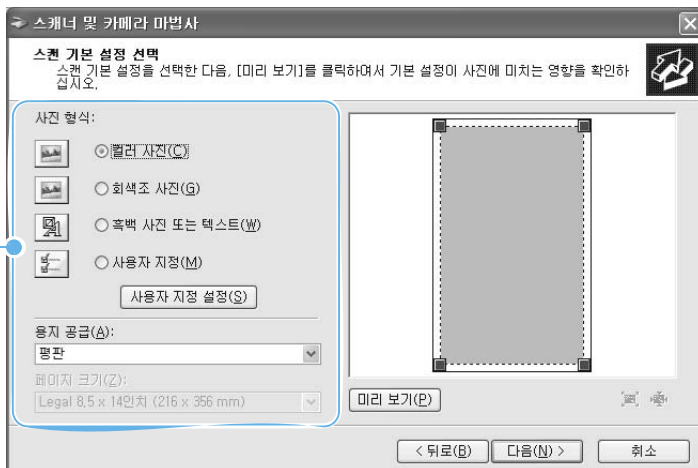 스캐너 및 카메라 마법사
스캔 기본 설정 선택
스캔 기본 설정을 선택한 다음, [미리 보기]를 클릭하여서 기본 설정이 사진에 미치는 영향을 확인하
십시오.
사진 형식:
컬러 사진(C)
회색조 사진(G)
흑백 사진 또는 텍스트(W)
사용자 지정(M)
사용자 지정 설정(S)
용지 공급(A):
평판
페이지 크기(Z):
Legal 8.5 x 14인치 (216 x 356 mm)
미리 보기(P)
< 뒤로(B)
다음(N) >
취소